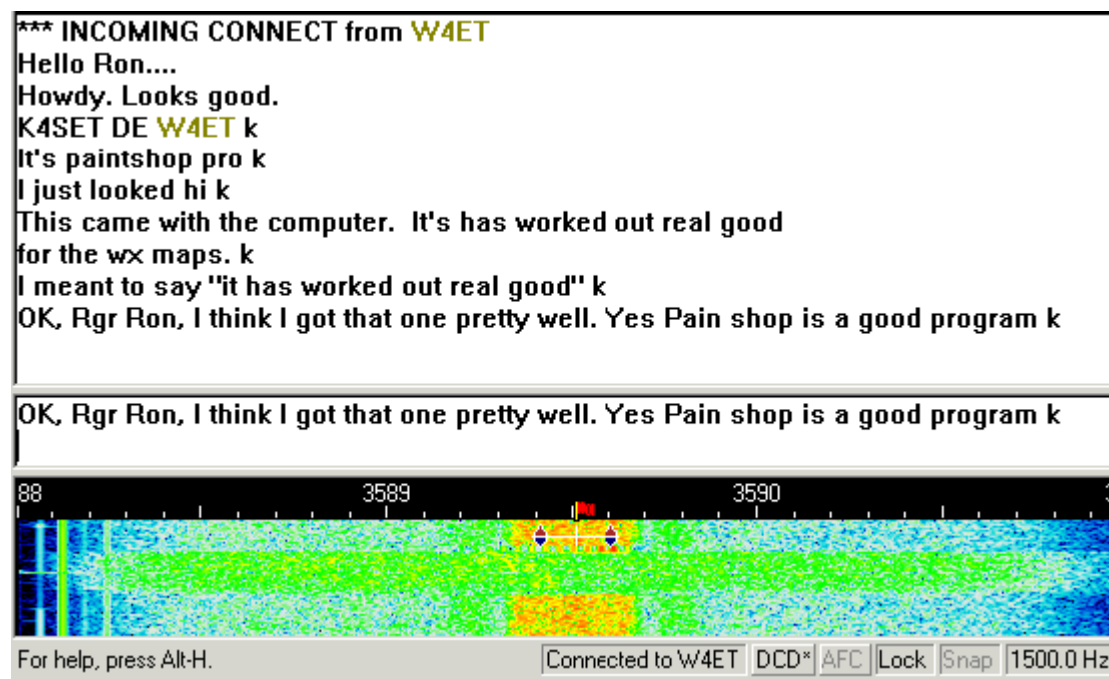 *** INCOMING CONNECT from W4ET
Hello Ron....
Howdy. Looks good.
K4SET DE W4ET k
It's paintshop pro k
I just looked hi k
This came with the computer.  It's has worked out real good
for the wx maps. k
I meant to say "it has worked out real good" k
OK, Rgr Ron, I think I got that one pretty well. Yes Pain shop is a good program k
OK, Rgr Ron, I think I got that one pretty well. Yes Pain shop is a good program k
88 3589 3590
For help, press Alt-H. Connected to W4ET DCD* AFC Lock Snap 1500.0 Hz